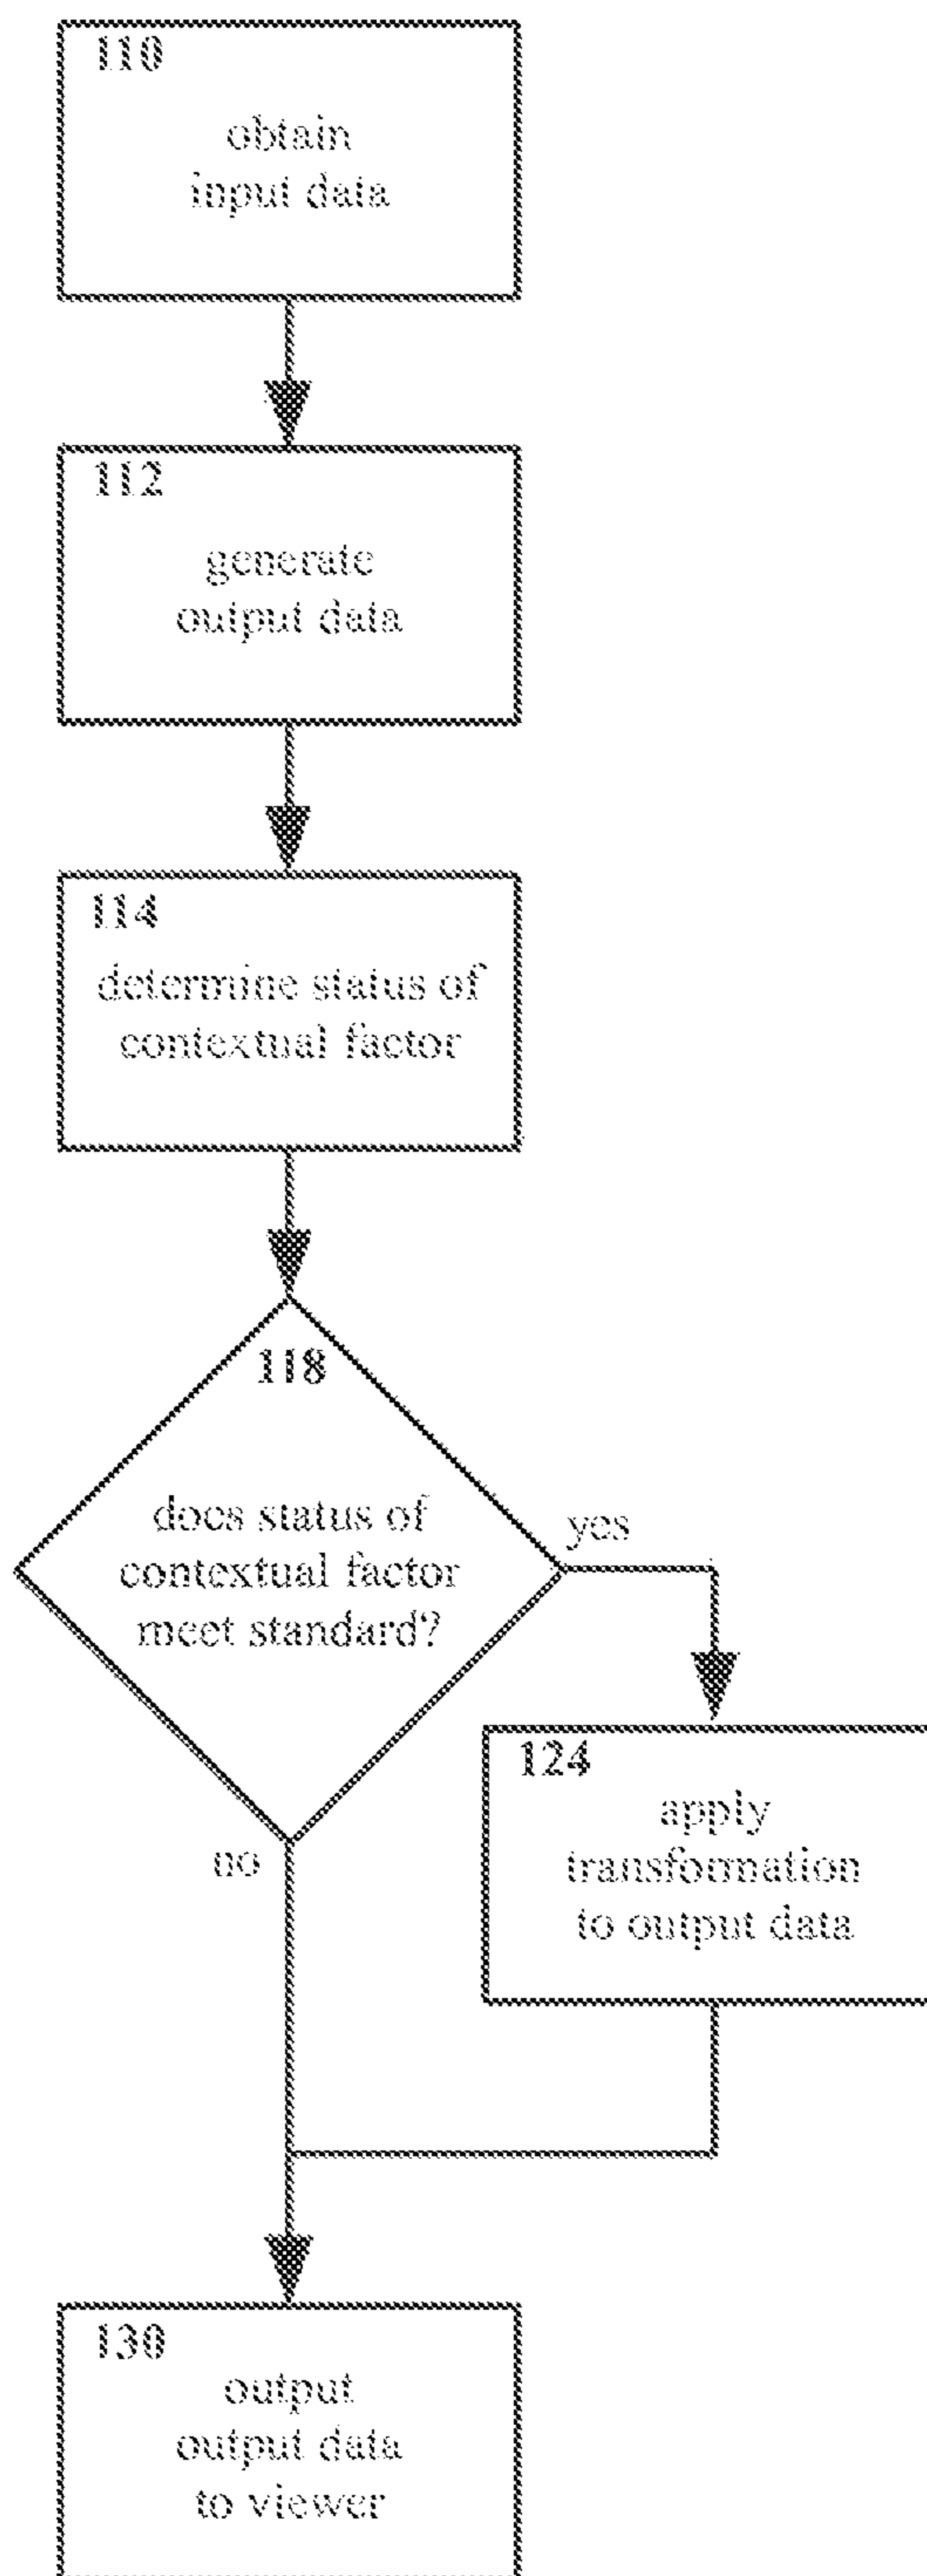 110
obtain
input data
112
generate
output data
114
determine status of
contextual factor
118
does status of
contextual factor
meet standard?
yes
no
124
apply
transformation
to output data
130
output
output data
to viewer